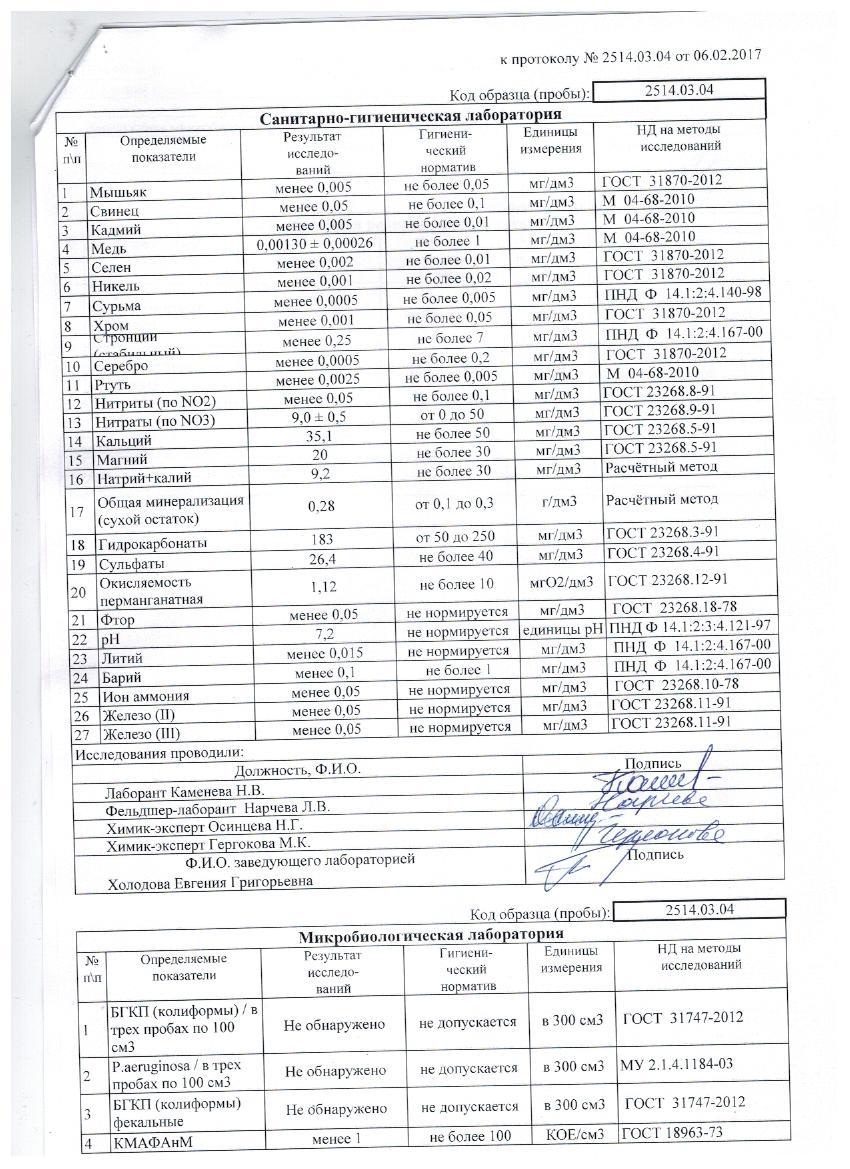 к протоколу № 2514.03.04 от 06.02.2017
Код образца (пробы): 2514.03.04
Санитарно-гигиеническая лаборатория
№ п\п Определяемые показатели Результат исследо-ваний Гигиени-ческий норматив Единицы измерения НД на методы исследований
1 Мышьяк менее 0,005 не более 0,05 мг/дм3 ГОСТ 31870-2012
2 Свинец менее 0,05 не более 0,1 мг/дм3 М 04-68-2010
3 Кадмий менее 0,005 не более 0,01 мг/дм3 М 04-68-2010
4 Медь 0,00130 ± 0,00026 не более 1 мг/дм3 М 04-68-2010
5 Селен менее 0,002 не более 0,01 мг/дм3 ГОСТ 31870-2012
6 Никель менее 0,001 не более 0,02 мг/дм3 ГОСТ 31870-2012
7 Сурьма менее 0,0005 не более 0,005 мг/дм3 ПНД Ф 14.1:2:4.140-98
8 Хром менее 0,001 не более 0,05 мг/дм3 ГОСТ 31870-2012
9 Стронций (стабильный) менее 0,25 не более 7 мг/дм3 ПНД Ф 14.1:2:4.167-00
10 Серебро менее 0,0005 не более 0,2 мг/дм3 ГОСТ 31870-2012
11 Ртуть менее 0,0025 не более 0,005 мг/дм3 М 04-68-2010
12 Нитриты (по NO2) менее 0,05 не более 0,1 мг/дм3 ГОСТ 23268.8-91
13 Нитраты (по NO3) 9,0 ± 0,5 от 0 до 50 мг/дм3 ГОСТ 23268.9-91
14 Кальций 35,1 не более 50 мг/дм3 ГОСТ 23268.5-91
15 Магний 20 не более 30 мг/дм3 ГОСТ 23268.5-91
16 Натрий+калий 9,2 не более 30 мг/дм3 Расчётный метод
17 Общая минерализация (сухой остаток) 0,28 от 0,1 до 0,3 г/дм3 Расчётный метод
18 Гидрокарбонаты 183 от 50 до 250 мг/дм3 ГОСТ 23268.3-91
19 Сульфаты 26,4 не более 40 мг/дм3 ГОСТ 23268.4-91
20 Окисляемость перманганатная 1,12 не более 10 мгО2/дм3 ГОСТ 23268.12-91
21 Фтор менее 0,05 не нормируется мг/дм3 ГОСТ 23268.18-78
22 pH 7,2 не нормируется единицы pH ПНД Ф 14.1:2:3:4.121-97
23 Литий менее 0,015 не нормируется мг/дм3 ПНД Ф 14.1:2:4.167-00
24 Барий менее 0,1 не более 1 мг/дм3 ПНД Ф 14.1:2:4.167-00
25 Ион аммония менее 0,05 не нормируется мг/дм3 ГОСТ 23268.10-78
26 Железо (II) менее 0,05 не нормируется мг/дм3 ГОСТ 23268.11-91
27 Железо (III) менее 0,05 не нормируется мг/дм3 ГОСТ 23268.11-91
Исследования проводили:
Должность, Ф.И.О. Подпись
Лаборант Каменева Н.В.
Фельдшер-лаборант Нарчева Л.В.
Химик-эксперт Осинцева Н.Г.
Химик-эксперт Гергокова М.К.
Ф.И.О. заведующего лабораторией Подпись
Холодова Евгения Григорьевна
Код образца (пробы): 2514.03.04
Микробиологическая лаборатория
№ п\п Определяемые показатели Результат исследо-ваний Гигиени-ческий норматив Единицы измерения НД на методы исследований
1 БГКП (колиформы) / в трех пробах по 100 см3 Не обнаружено не допускается в 300 см3 ГОСТ 31747-2012
2 P.aeruginosa / в трех пробах по 100 см3 Не обнаружено не допускается в 300 см3 МУ 2.1.4.1184-03
3 БГКП (колиформы) фекальные Не обнаружено не допускается в 300 см3 ГОСТ 31747-2012
4 КМАФАнМ менее 1 не более 100 КОЕ/см3 ГОСТ 18963-73